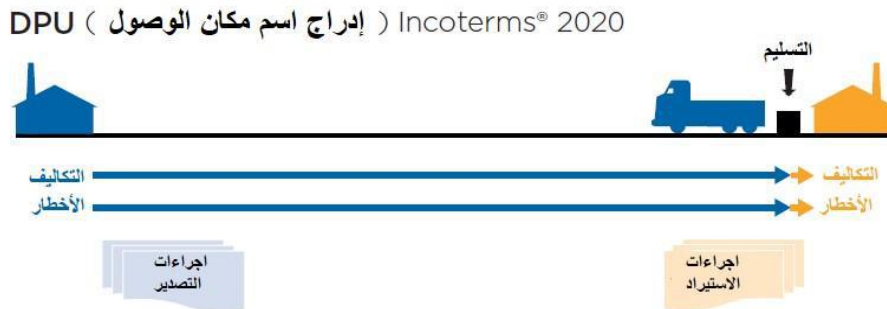 DPU ( إدراج اسم مكان الوصول ) Incoterms® 2020
التسليم
التكاليف التكاليف
الأخطار الأخطار
اجراءات اجراءات
التصدير الاستيراد